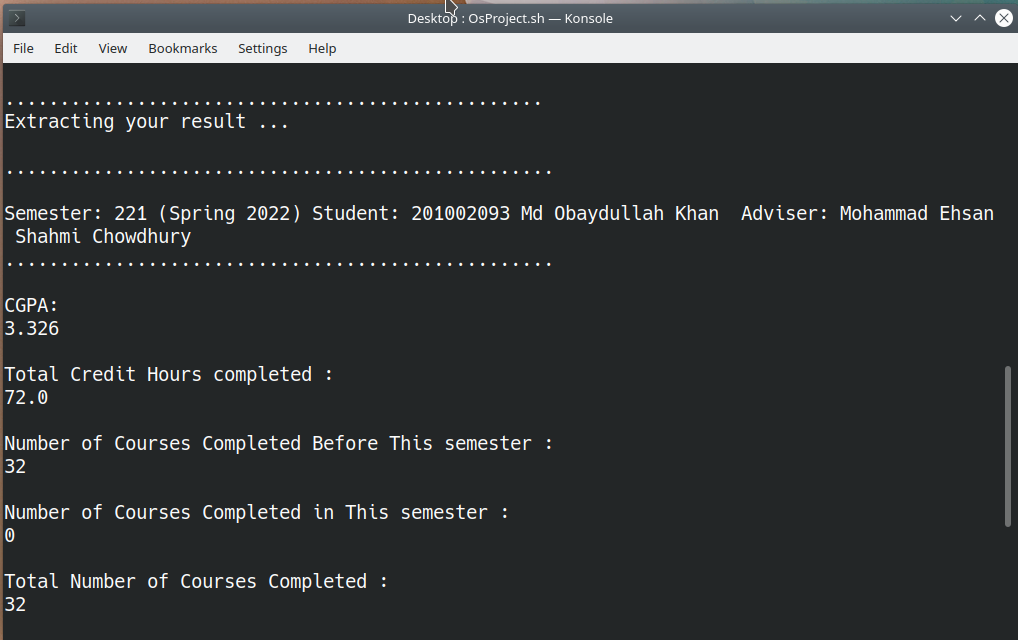 Desktop : OsProject.sh — Konsole
File Edit View Bookmarks Settings Help
.................................................
Extracting your result ...
..................................................
Semester: 221 (Spring 2022) Student: 201002093 Md Obaydullah Khan  Adviser: Mohammad Ehsan
Shahmi Chowdhury
..................................................
CGPA:
3.326
Total Credit Hours completed :
72.0
Number of Courses Completed Before This semester :
32
Number of Courses Completed in This semester :
0
Total Number of Courses Completed :
32